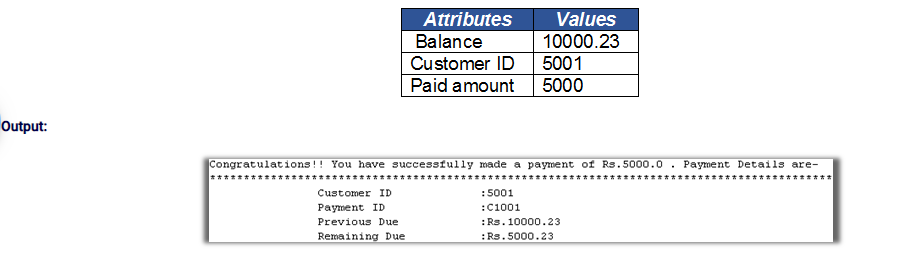 Attributes Values
Balance 10000.23
Customer ID 5001
Paid amount 5000
Output:
Congratulations!! You have successfully made a payment of Rs.5000.0 . Payment Details are-
******************************************************************************************
Customer ID :5001
Payment ID :C1001
Previous Due :Rs.10000.23
Remaining Due :Rs.5000.23